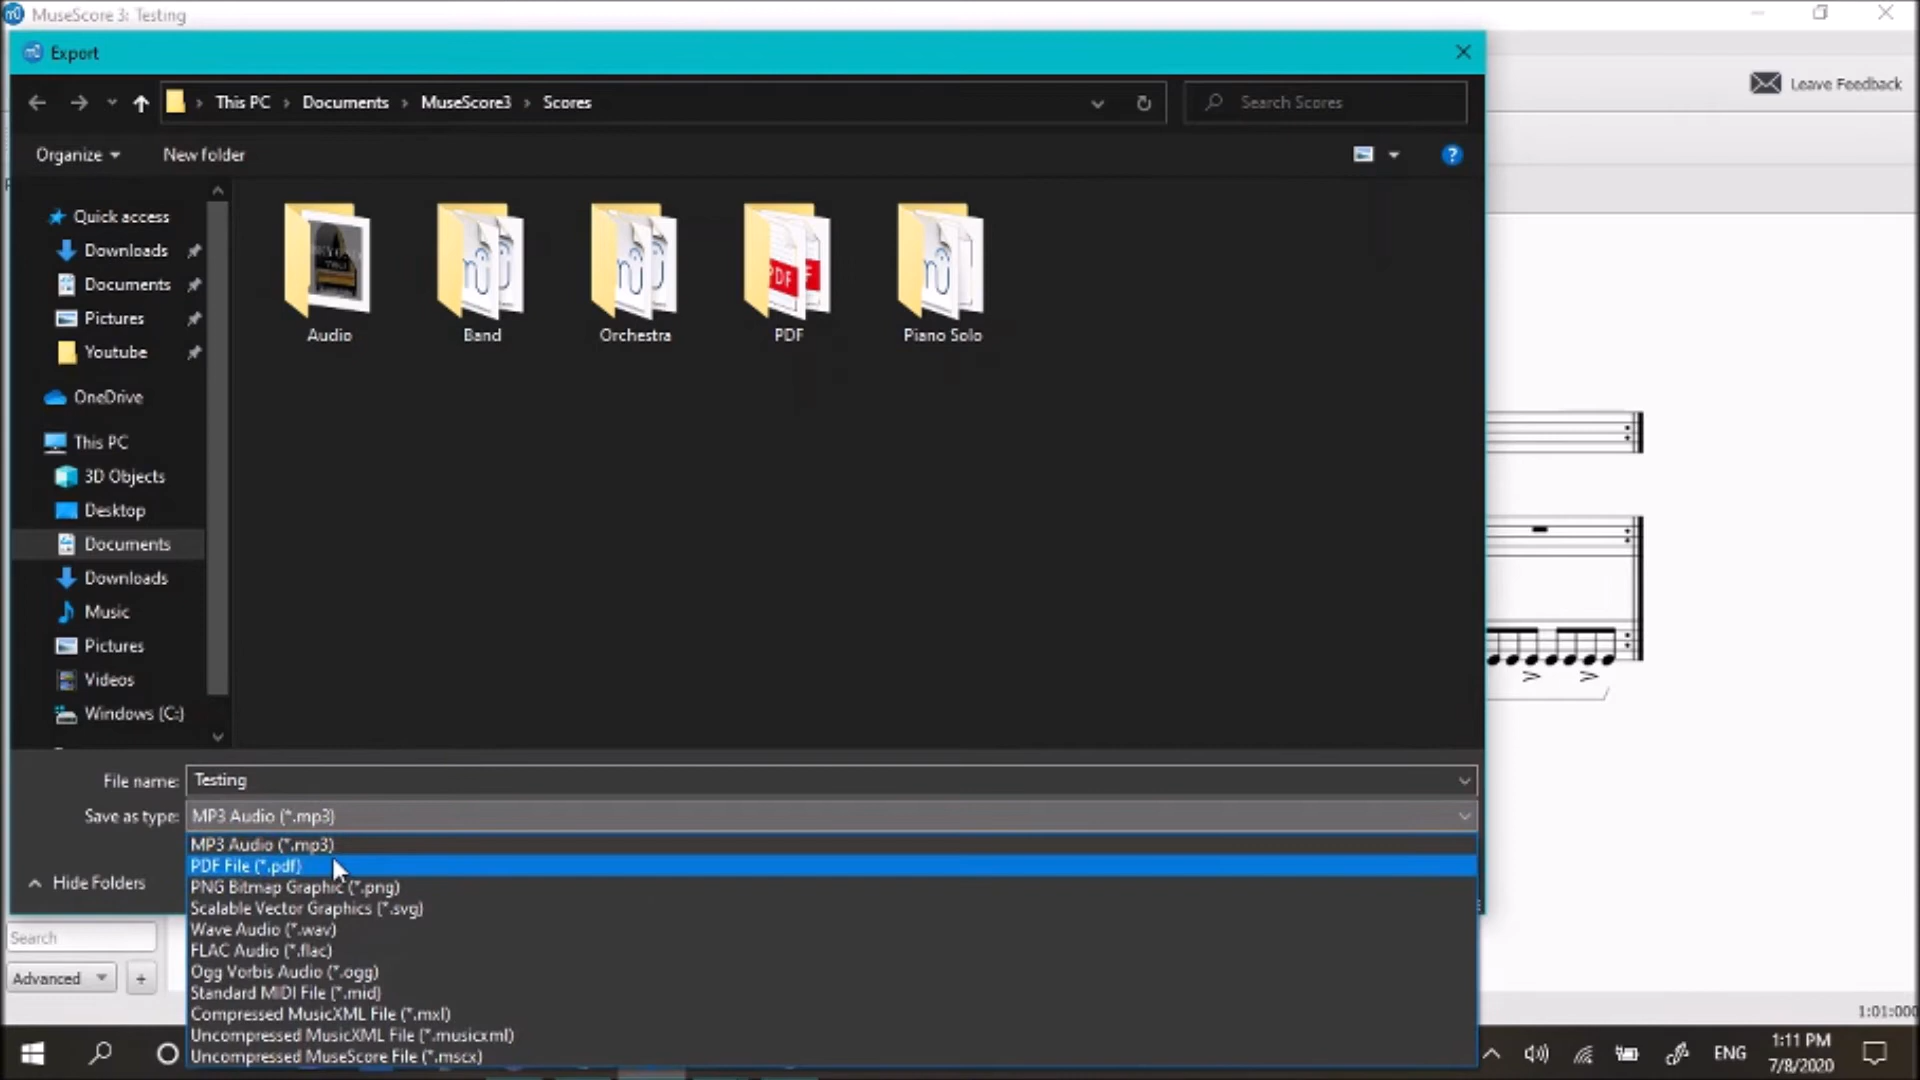 MuseScore 3: Testing
Export
Leave Feedback
This PC > Documents > MuseScore3 > Scores
Search Scores
Organize
New folder
Quick access
Downloads
Documents
Pictures
Youtube
OneDrive
This PC
3D Objects
Desktop
Documents
Downloads
Music
Pictures
Videos
Windows (C:)
Audio
Band
Orchestra
PDF
PDF
Piano Solo
File name: Testing
Save as type: MP3 Audio (*.mp3)
MP3 Audio (*.mp3)
PDF File (*.pdf)
PNG Bitmap Graphic (*.png)
Scalable Vector Graphics (*.svg)
Wave Audio (*.wav)
FLAC Audio (*.flac)
Ogg Vorbis Audio (*.ogg)
Standard MIDI File (*.mid)
Compressed MusicXML File (*.mxl)
Uncompressed MusicXML File (*.musicxml)
Uncompressed MuseScore File (*.mscx)
Hide Folders
Search
Advanced
+
1:01:000
ENG
1:11 PM
7/8/2020